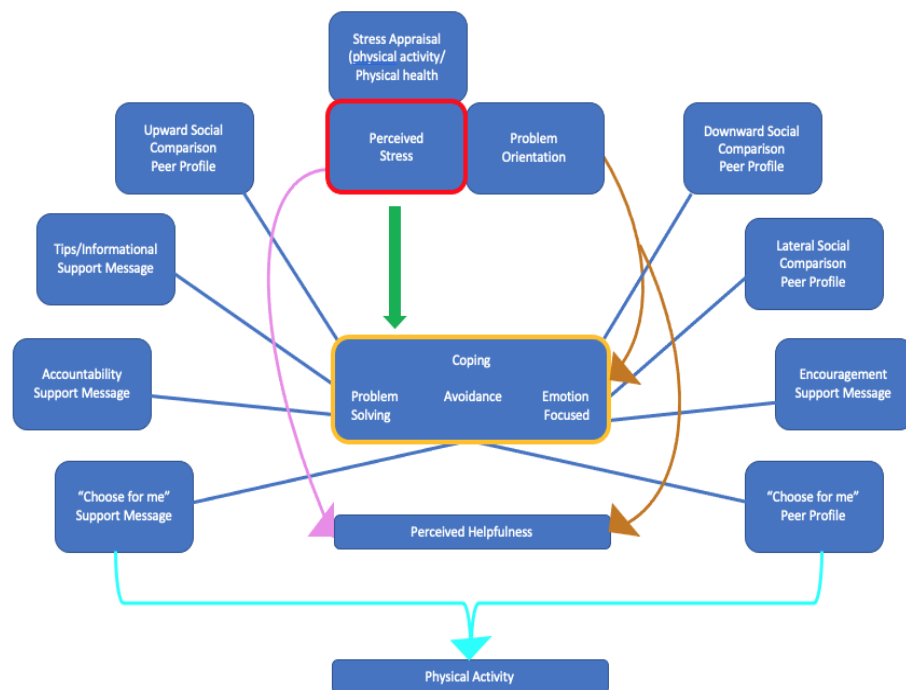 Stress Appraisal
(physical activity/
Physical health
Upward Social
Comparison
Peer Profile
Perceived
Stress
Problem
Orientation
Downward Social
Comparison
Peer Profile
Tips/Informational
Support Message
Lateral Social
Comparison
Peer Profile
Accountability
Support Message
Coping
Problem
Solving
Avoidance
Emotion
Focused
Encouragement
Support Message
“Choose for me”
Support Message
Perceived Helpfulness
“Choose for me”
Peer Profile
Physical Activity